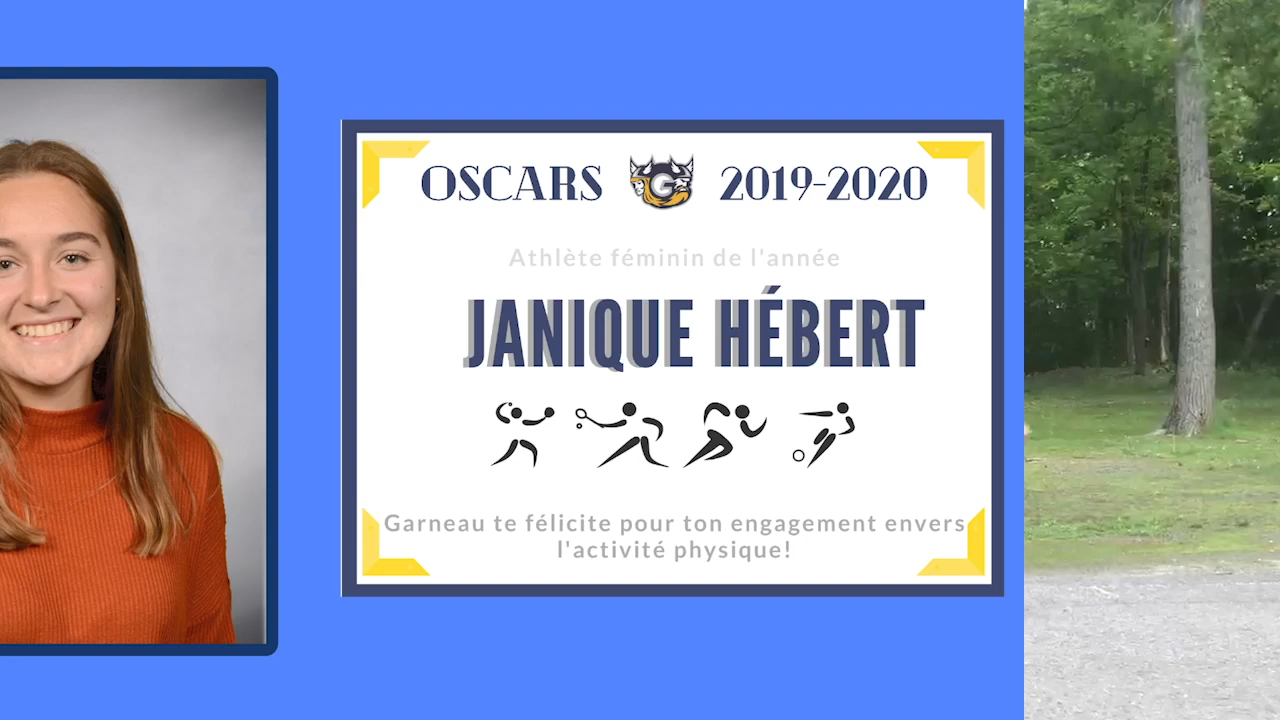 OSCARS G 2019-2020
Athlète féminin de l'année
JANIQUE HÉBERT
Garneau te félicite pour ton engagement envers
l'activité physique!